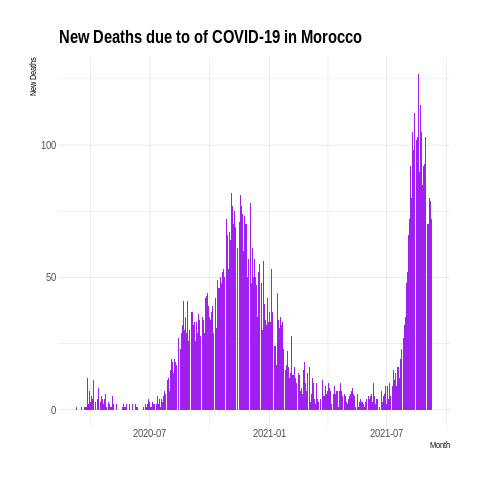 New Deaths due to of COVID-19 in Morocco
New Deaths
100
50
0
2020-07
2021-01
2021-07
Month